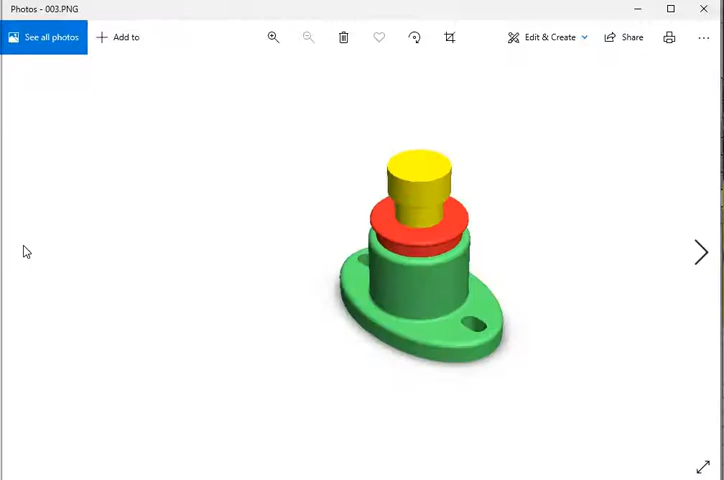 Photos - 003.PNG
See all photos
Add to
Edit & Create
Share